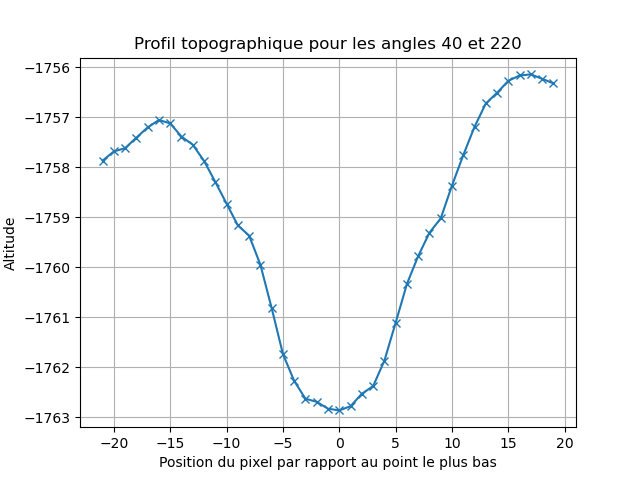 Profil topographique pour les angles 40 et 220
−1756
−1757
−1758
−1759
−1760
−1761
−1762
−1763
Altitude
−20 −15 −10 −5 0 5 10 15 20
Position du pixel par rapport au point le plus bas